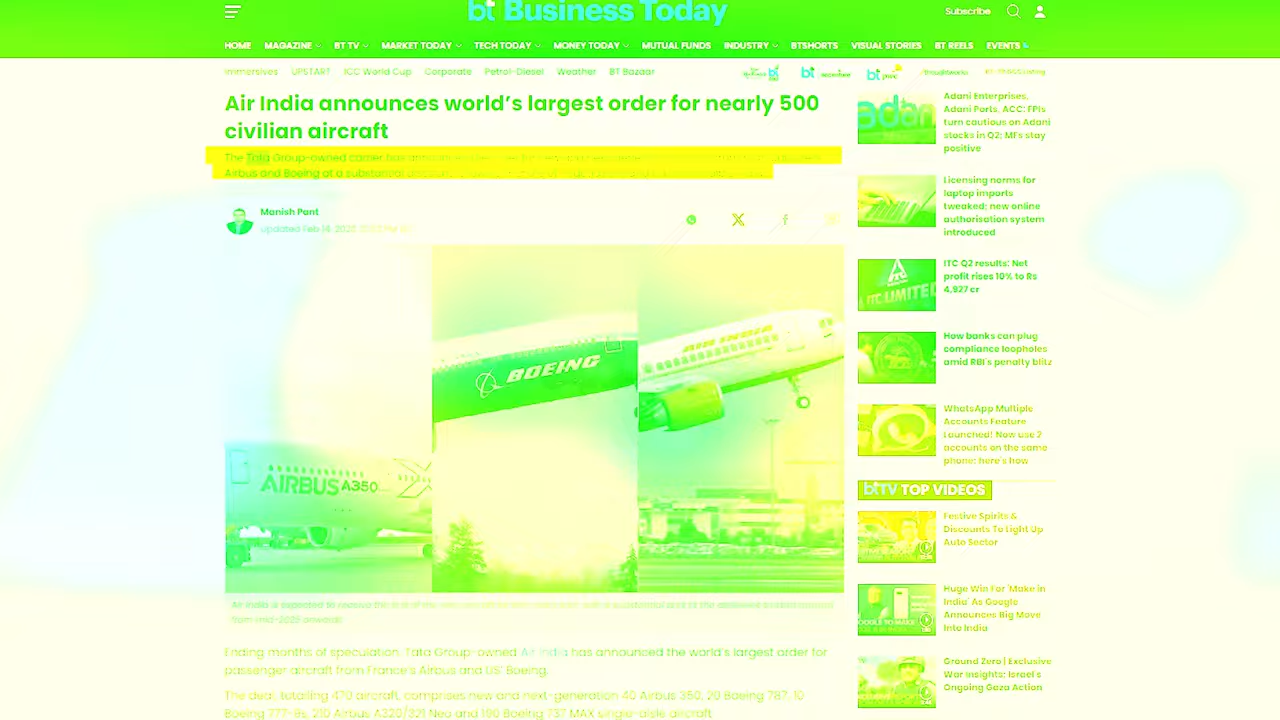 bt Business Today
Subscribe
HOME MAGAZINE BT TV MARKET TODAY TECH TODAY MONEY TODAY MUTUAL FUNDS INDUSTRY BTSHORTS VISUAL STORIES BT REELS EVENTS
Immersives UPSTART ICC World Cup Corporate Petrol-Diesel Weather BT Bazaar
Air India announces world's largest order for nearly 500
civilian aircraft
The Tata Group-owned carrier has
Airbus and Boeing at a substantial
Manish Pant
Updated Feb 14, 2023
AIRBUS A350
BOEING
AIR INDIA
Air India is expected to receive the first of the
from mid-2025 onwards
Ending months of speculation, Tata Group-owned Air India has announced the world's largest order for
passenger aircraft from France's Airbus and US' Boeing.
The deal, totalling 470 aircraft, comprises new and next-generation 40 Airbus 350, 20 Boeing 787, 10
Boeing 777-9s, 210 Airbus A320/321 Neo and 190 Boeing 737 MAX single-aisle aircraft
Adani Enterprises,
Adani Ports, ACC: FPIs
turn cautious on Adani
stocks in Q2; MFs stay
positive
Licensing norms for
laptop imports
tweaked; new online
authorisation system
introduced
ITC LIMITED
ITC Q2 results: Net
profit rises 10% to Rs
4,927 cr
How banks can plug
compliance loopholes
amid RBI's penalty blitz
WhatsApp Multiple
Accounts Feature
Launched! Now use 2
accounts on the same
phone; here's how
btTV TOP VIDEOS
Festive Spirits &
Discounts To Light Up
Auto Sector
Huge Win For 'Make in
India' As Google
Announces Big Move
Into India
Ground Zero | Exclusive
War Insights: Israel's
Ongoing Gaza Action